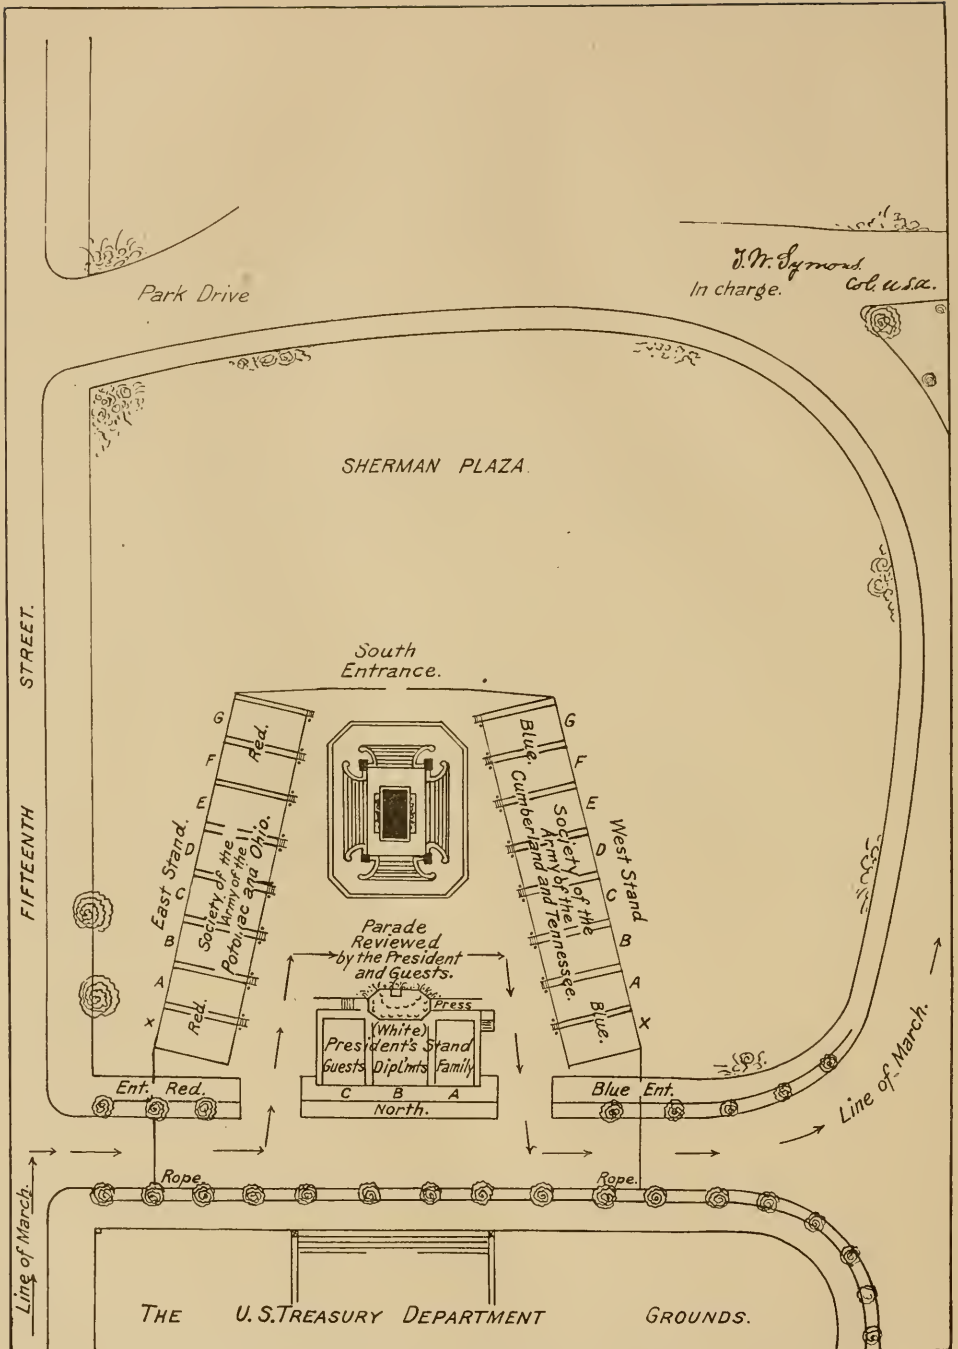 T.W. Symons.
Col. U.S.A.
In charge.
Park Drive
SHERMAN PLAZA.
FIFTEENTH STREET.
South
Entrance.
G
F
E
D
C
B
A
X
Red.
East Stand.
Society of the
Army of the
Potomac and Ohio.
Red.
G
F
E
D
C
B
A
X
Blue.
West Stand
Society of the
Army of the
Cumberland and Tennessee.
Blue.
Parade
Reviewed
by the President
and Guests.
Press
(White)
President's Stand
Guests Dipl'mts Family
C B A
North.
Ent. Red.
Blue Ent.
Line of March.
Rope.
Rope.
Line of March.
THE U.S. TREASURY DEPARTMENT GROUNDS.